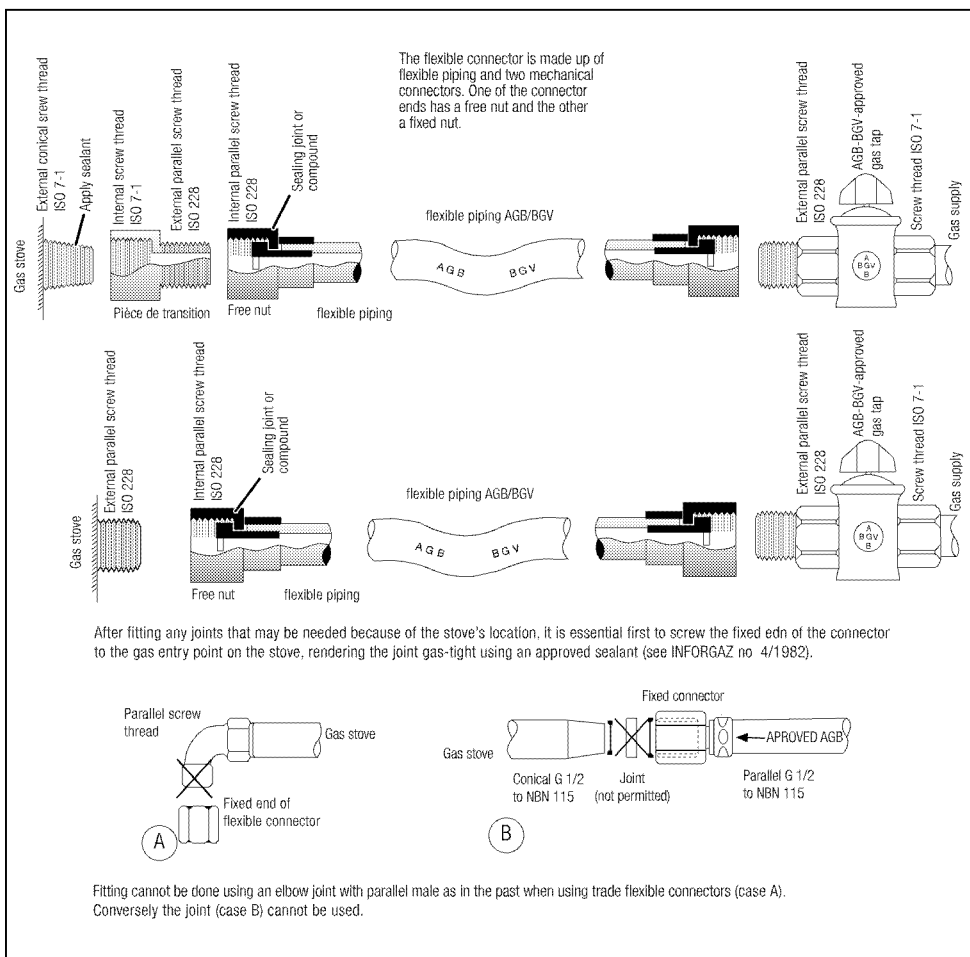 The flexible connector is made up of
flexible piping and two mechanical
connectors. One of the connector
ends has a free nut and the other
a fixed nut.
Gas stove
External conical srew thread
ISO 7-1
Apply sealant
Internal screw thread
ISO 7-1
External parallel screw thread
ISO 228
Internal parallel screw thread
ISO 228
Sealing joint or
compound
flexible piping AGB/BGV
AGB BGV
External parallel screw thread
ISO 228
AGB-BGV-approved
gas tap
Screw thread ISO 7-1
Gas supply
A
BGV
B
Pièce de transition
Free nut
flexible piping
Gas stove
External parallel screw thread
ISO 228
Internal parallel screw thread
ISO 228
Sealing joint or
compound
flexible piping AGB/BGV
AGB BGV
External parallel screw thread
ISO 228
AGB-BGV-approved
gas tap
Screw thread ISO 7-1
Gas supply
A
BGV
B
Free nut
flexible piping
After fitting any joints that may be needed because of the stove's location, it is essential first to screw the fixed edn of the connector
to the gas entry point on the stove, rendering the joint gas-tight using an approved sealant (see INFORGAZ no 4/1982).
Parallel screw
thread
Gas stove
Fixed end of
flexible connector
A
Fixed connector
Gas stove
APROVED AGB
Conical G 1/2
to NBN 115
Joint
(not permitted)
Parallel G 1/2
to NBN 115
B
Fitting cannot be done using an elbow joint with parallel male as in the past when using trade flexible connectors (case A).
Conversely the joint (case B) cannot be used.